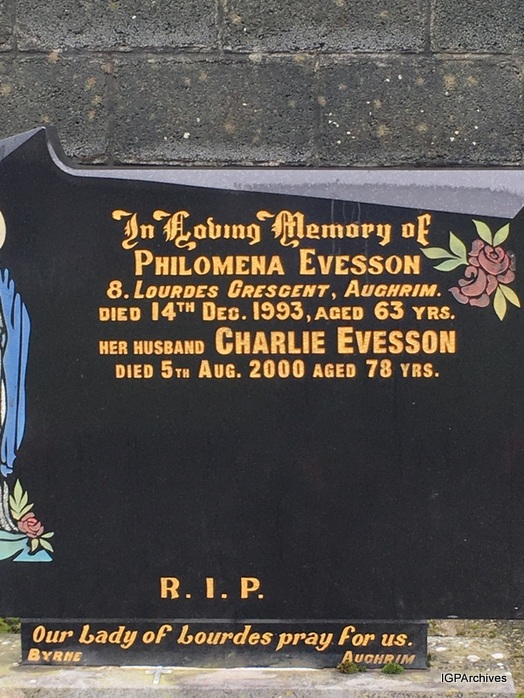 In Loving Memory of
PHILOMENA EVESSON
8. LOURDES CRESCENT, AUGHRIM.
DIED 14TH DEC. 1993, AGED 63 YRS.
HER HUSBAND CHARLIE EVESSON
DIED 5TH AUG. 2000 AGED 78 YRS.
R. I. P.
Our Lady of Lourdes pray for us.
BYRNE AUGHRIM
IGPArchives